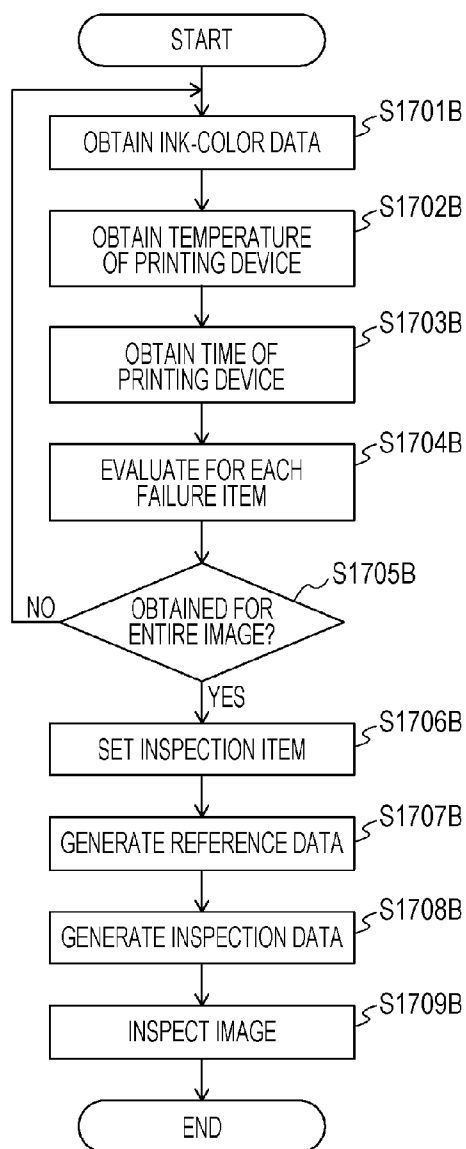 START
S1701B
OBTAIN INK-COLOR DATA
S1702B
OBTAIN TEMPERATURE
OF PRINTING DEVICE
S1703B
OBTAIN TIME OF
PRINTING DEVICE
S1704B
EVALUATE FOR EACH
FAILURE ITEM
S1705B
NO
OBTAINED FOR
ENTIRE IMAGE?
YES
S1706B
SET INSPECTION ITEM
S1707B
GENERATE REFERENCE DATA
S1708B
GENERATE INSPECTION DATA
S1709B
INSPECT IMAGE
END